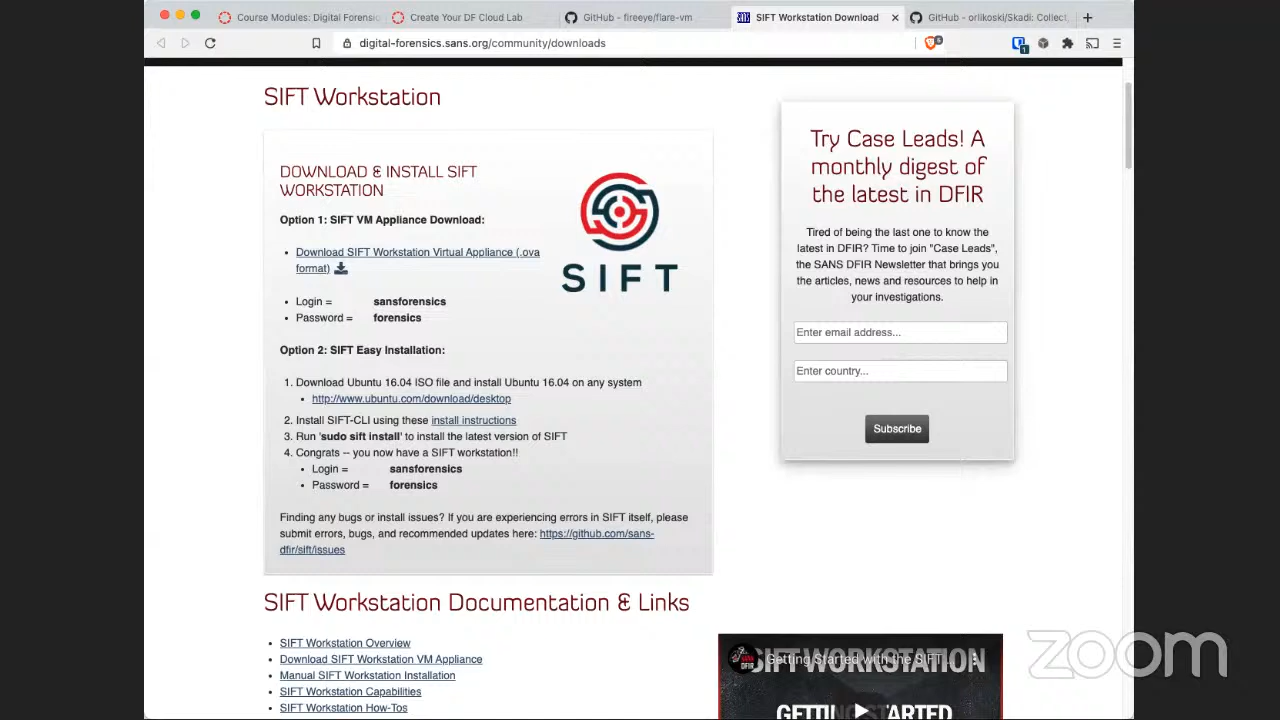 Course Modules: Digital Forensic
Create Your DF Cloud Lab
GitHub - fireeye/flare-vm
SIFT Workstation Download
GitHub - orlikoski/Skadi: Collect,
digital-forensics.sans.org/community/downloads
SIFT Workstation
DOWNLOAD & INSTALL SIFT
WORKSTATION
Option 1: SIFT VM Appliance Download:
Download SIFT Workstation Virtual Appliance (.ova
format)
Login = sansforensics
Password = forensics
SIFT
Option 2: SIFT Easy Installation:
1. Download Ubuntu 16.04 ISO file and install Ubuntu 16.04 on any system
http://www.ubuntu.com/download/desktop
2. Install SIFT-CLI using these install instructions
3. Run 'sudo sift install' to install the latest version of SIFT
4. Congrats -- you now have a SIFT workstation!!
Login = sansforensics
Password = forensics
Finding any bugs or install issues? If you are experiencing errors in SIFT itself, please
submit errors, bugs, and recommended updates here: https://github.com/sans-
dfir/sift/issues
Try Case Leads! A
monthly digest of
the latest in DFIR
Tired of being the last one to know the
latest in DFIR? Time to join "Case Leads",
the SANS DFIR Newsletter that brings you
the articles, news and resources to help in
your investigations.
Enter email address...
Enter country...
Subscribe
SIFT Workstation Documentation & Links
SIFT Workstation Overview
Download SIFT Workstation VM Appliance
Manual SIFT Workstation Installation
SIFT Workstation Capabilities
SIFT Workstation How-Tos
Getting Started with the SIFT
SIFT WORKSTATION
GETTING STARTED
zoom